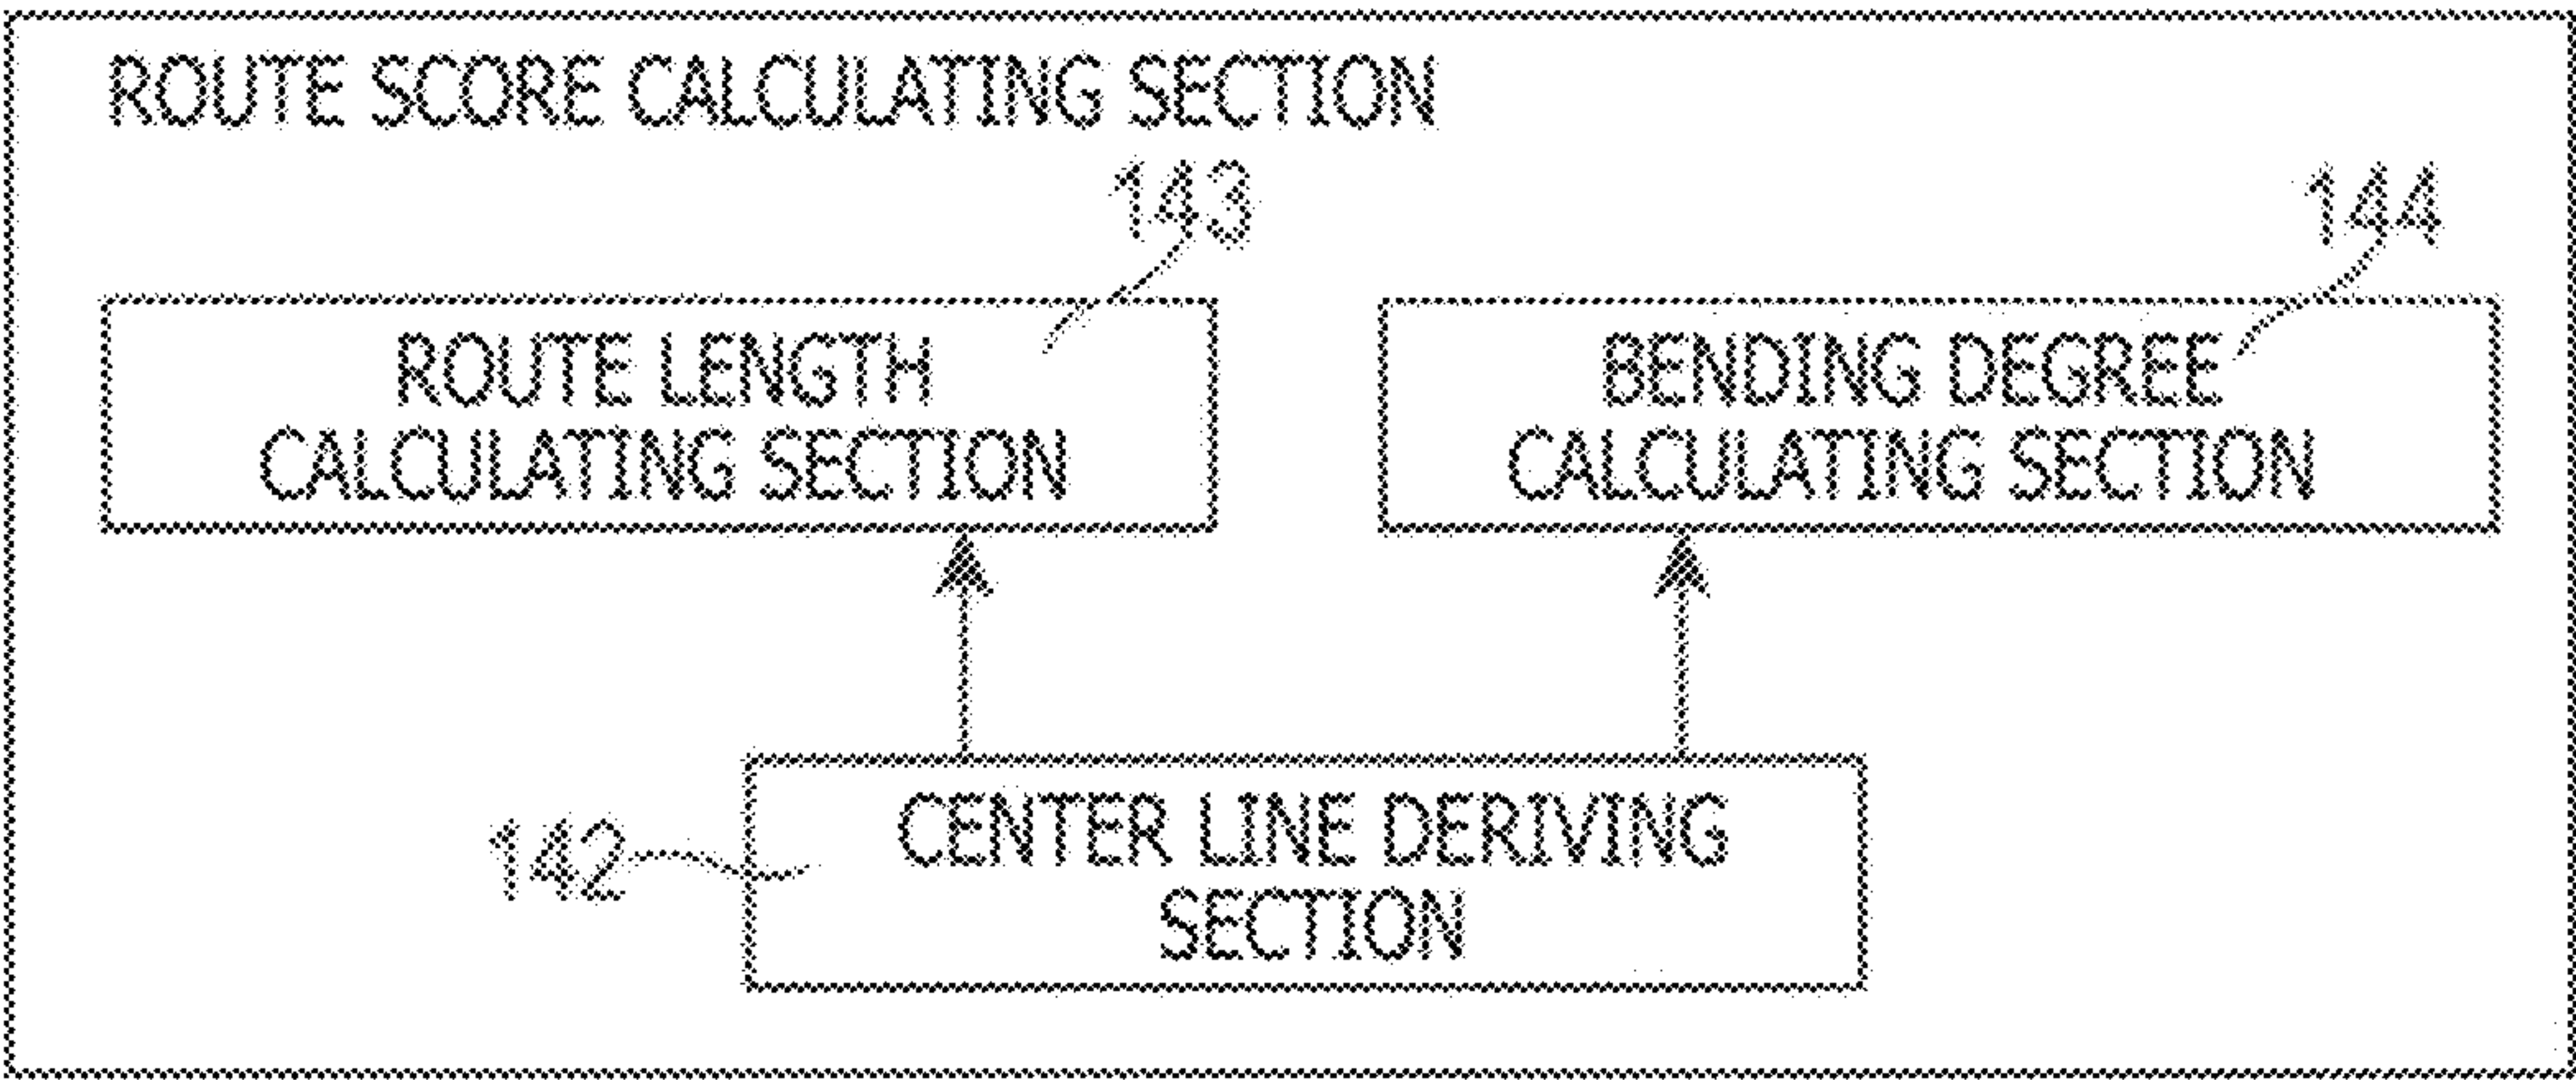 ROUTE SCORE CALCULATING SECTION
143
144
ROUTE LENGTH
CALCULATING SECTION
BENDING DEGREE
CALCULATING SECTION
142
CENTER LINE DERIVING
SECTION